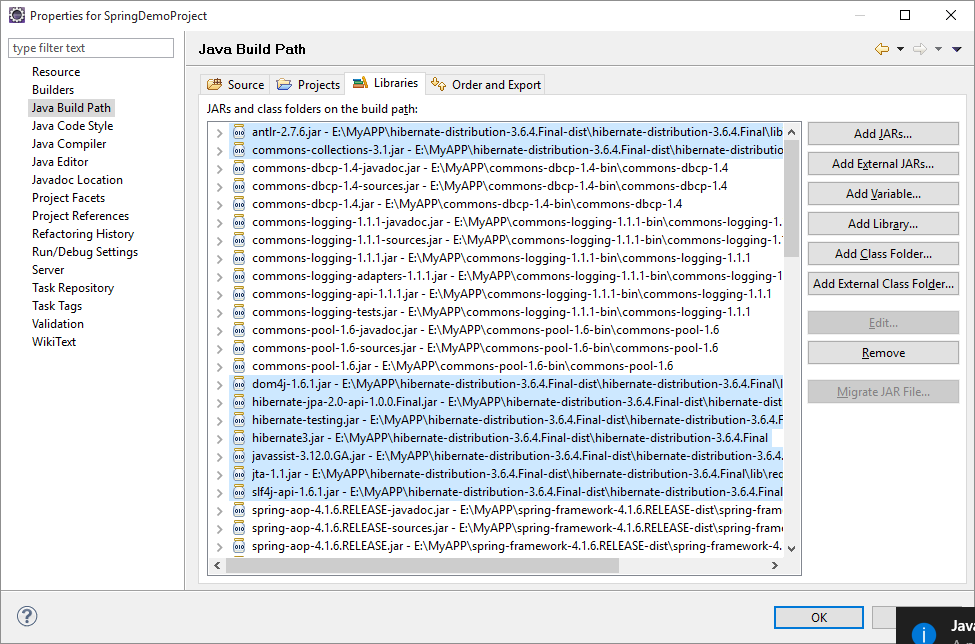 Properties for SpringDemoProject
type filter text
Resource
Builders
Java Build Path
Java Code Style
Java Compiler
Java Editor
Javadoc Location
Project Facets
Project References
Refactoring History
Run/Debug Settings
Server
Task Repository
Task Tags
Validation
WikiText
Java Build Path
Source
Projects
Libraries
Order and Export
JARs and class folders on the build path:
antlr-2.7.6.jar - E:\MyAPP\hibernate-distribution-3.6.4.Final-dist\hibernate-distribution-3.6.4.Final\lib
commons-collections-3.1.jar - E:\MyAPP\hibernate-distribution-3.6.4.Final-dist\hibernate-distributio
commons-dbcp-1.4-javadoc.jar - E:\MyAPP\commons-dbcp-1.4-bin\commons-dbcp-1.4
commons-dbcp-1.4-sources.jar - E:\MyAPP\commons-dbcp-1.4-bin\commons-dbcp-1.4
commons-dbcp-1.4.jar - E:\MyAPP\commons-dbcp-1.4-bin\commons-dbcp-1.4
commons-logging-1.1.1-javadoc.jar - E:\MyAPP\commons-logging-1.1.1-bin\commons-logging-1.
commons-logging-1.1.1-sources.jar - E:\MyAPP\commons-logging-1.1.1-bin\commons-logging-1.
commons-logging-1.1.1.jar - E:\MyAPP\commons-logging-1.1.1-bin\commons-logging-1.1.1
commons-logging-adapters-1.1.1.jar - E:\MyAPP\commons-logging-1.1.1-bin\commons-logging-1
commons-logging-api-1.1.1.jar - E:\MyAPP\commons-logging-1.1.1-bin\commons-logging-1.1.1
commons-logging-tests.jar - E:\MyAPP\commons-logging-1.1.1-bin\commons-logging-1.1.1
commons-pool-1.6-javadoc.jar - E:\MyAPP\commons-pool-1.6-bin\commons-pool-1.6
commons-pool-1.6-sources.jar - E:\MyAPP\commons-pool-1.6-bin\commons-pool-1.6
commons-pool-1.6.jar - E:\MyAPP\commons-pool-1.6-bin\commons-pool-1.6
dom4j-1.6.1.jar - E:\MyAPP\hibernate-distribution-3.6.4.Final-dist\hibernate-distribution-3.6.4.Final\l
hibernate-jpa-2.0-api-1.0.0.Final.jar - E:\MyAPP\hibernate-distribution-3.6.4.Final-dist\hibernate-dist
hibernate-testing.jar - E:\MyAPP\hibernate-distribution-3.6.4.Final-dist\hibernate-distribution-3.6.4.F
hibernate3.jar - E:\MyAPP\hibernate-distribution-3.6.4.Final-dist\hibernate-distribution-3.6.4.Final
javassist-3.12.0.GA.jar - E:\MyAPP\hibernate-distribution-3.6.4.Final-dist\hibernate-distribution-3.6.4.
jta-1.1.jar - E:\MyAPP\hibernate-distribution-3.6.4.Final-dist\hibernate-distribution-3.6.4.Final\lib\rec
slf4j-api-1.6.1.jar - E:\MyAPP\hibernate-distribution-3.6.4.Final-dist\hibernate-distribution-3.6.4.Final
spring-aop-4.1.6.RELEASE-javadoc.jar - E:\MyAPP\spring-framework-4.1.6.RELEASE-dist\spring-fram
spring-aop-4.1.6.RELEASE-sources.jar - E:\MyAPP\spring-framework-4.1.6.RELEASE-dist\spring-fram
spring-aop-4.1.6.RELEASE.jar - E:\MyAPP\spring-framework-4.1.6.RELEASE-dist\spring-framework-4.
Add JARs...
Add External JARs...
Add Variable...
Add Library...
Add Class Folder...
Add External Class Folder...
Edit...
Remove
Migrate JAR File...
OK
Java